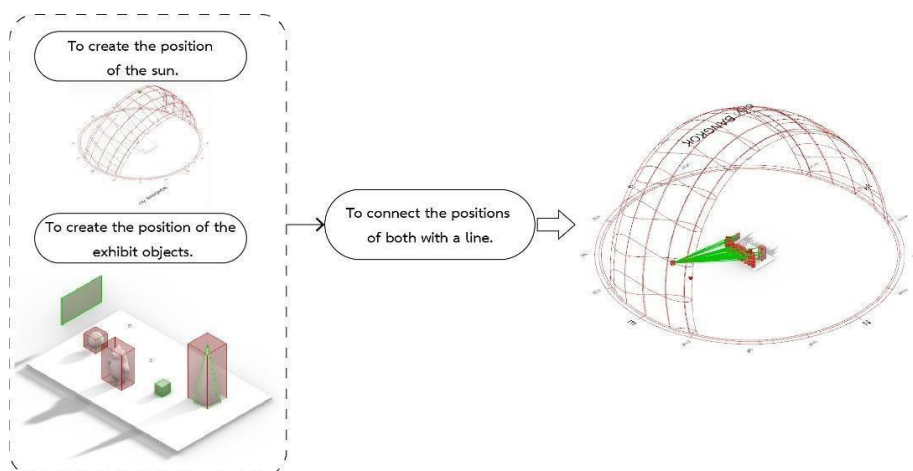 To create the position
of the sun.
To create the position of the
exhibit objects.
To connect the positions
of both with a line.
BANGKOK